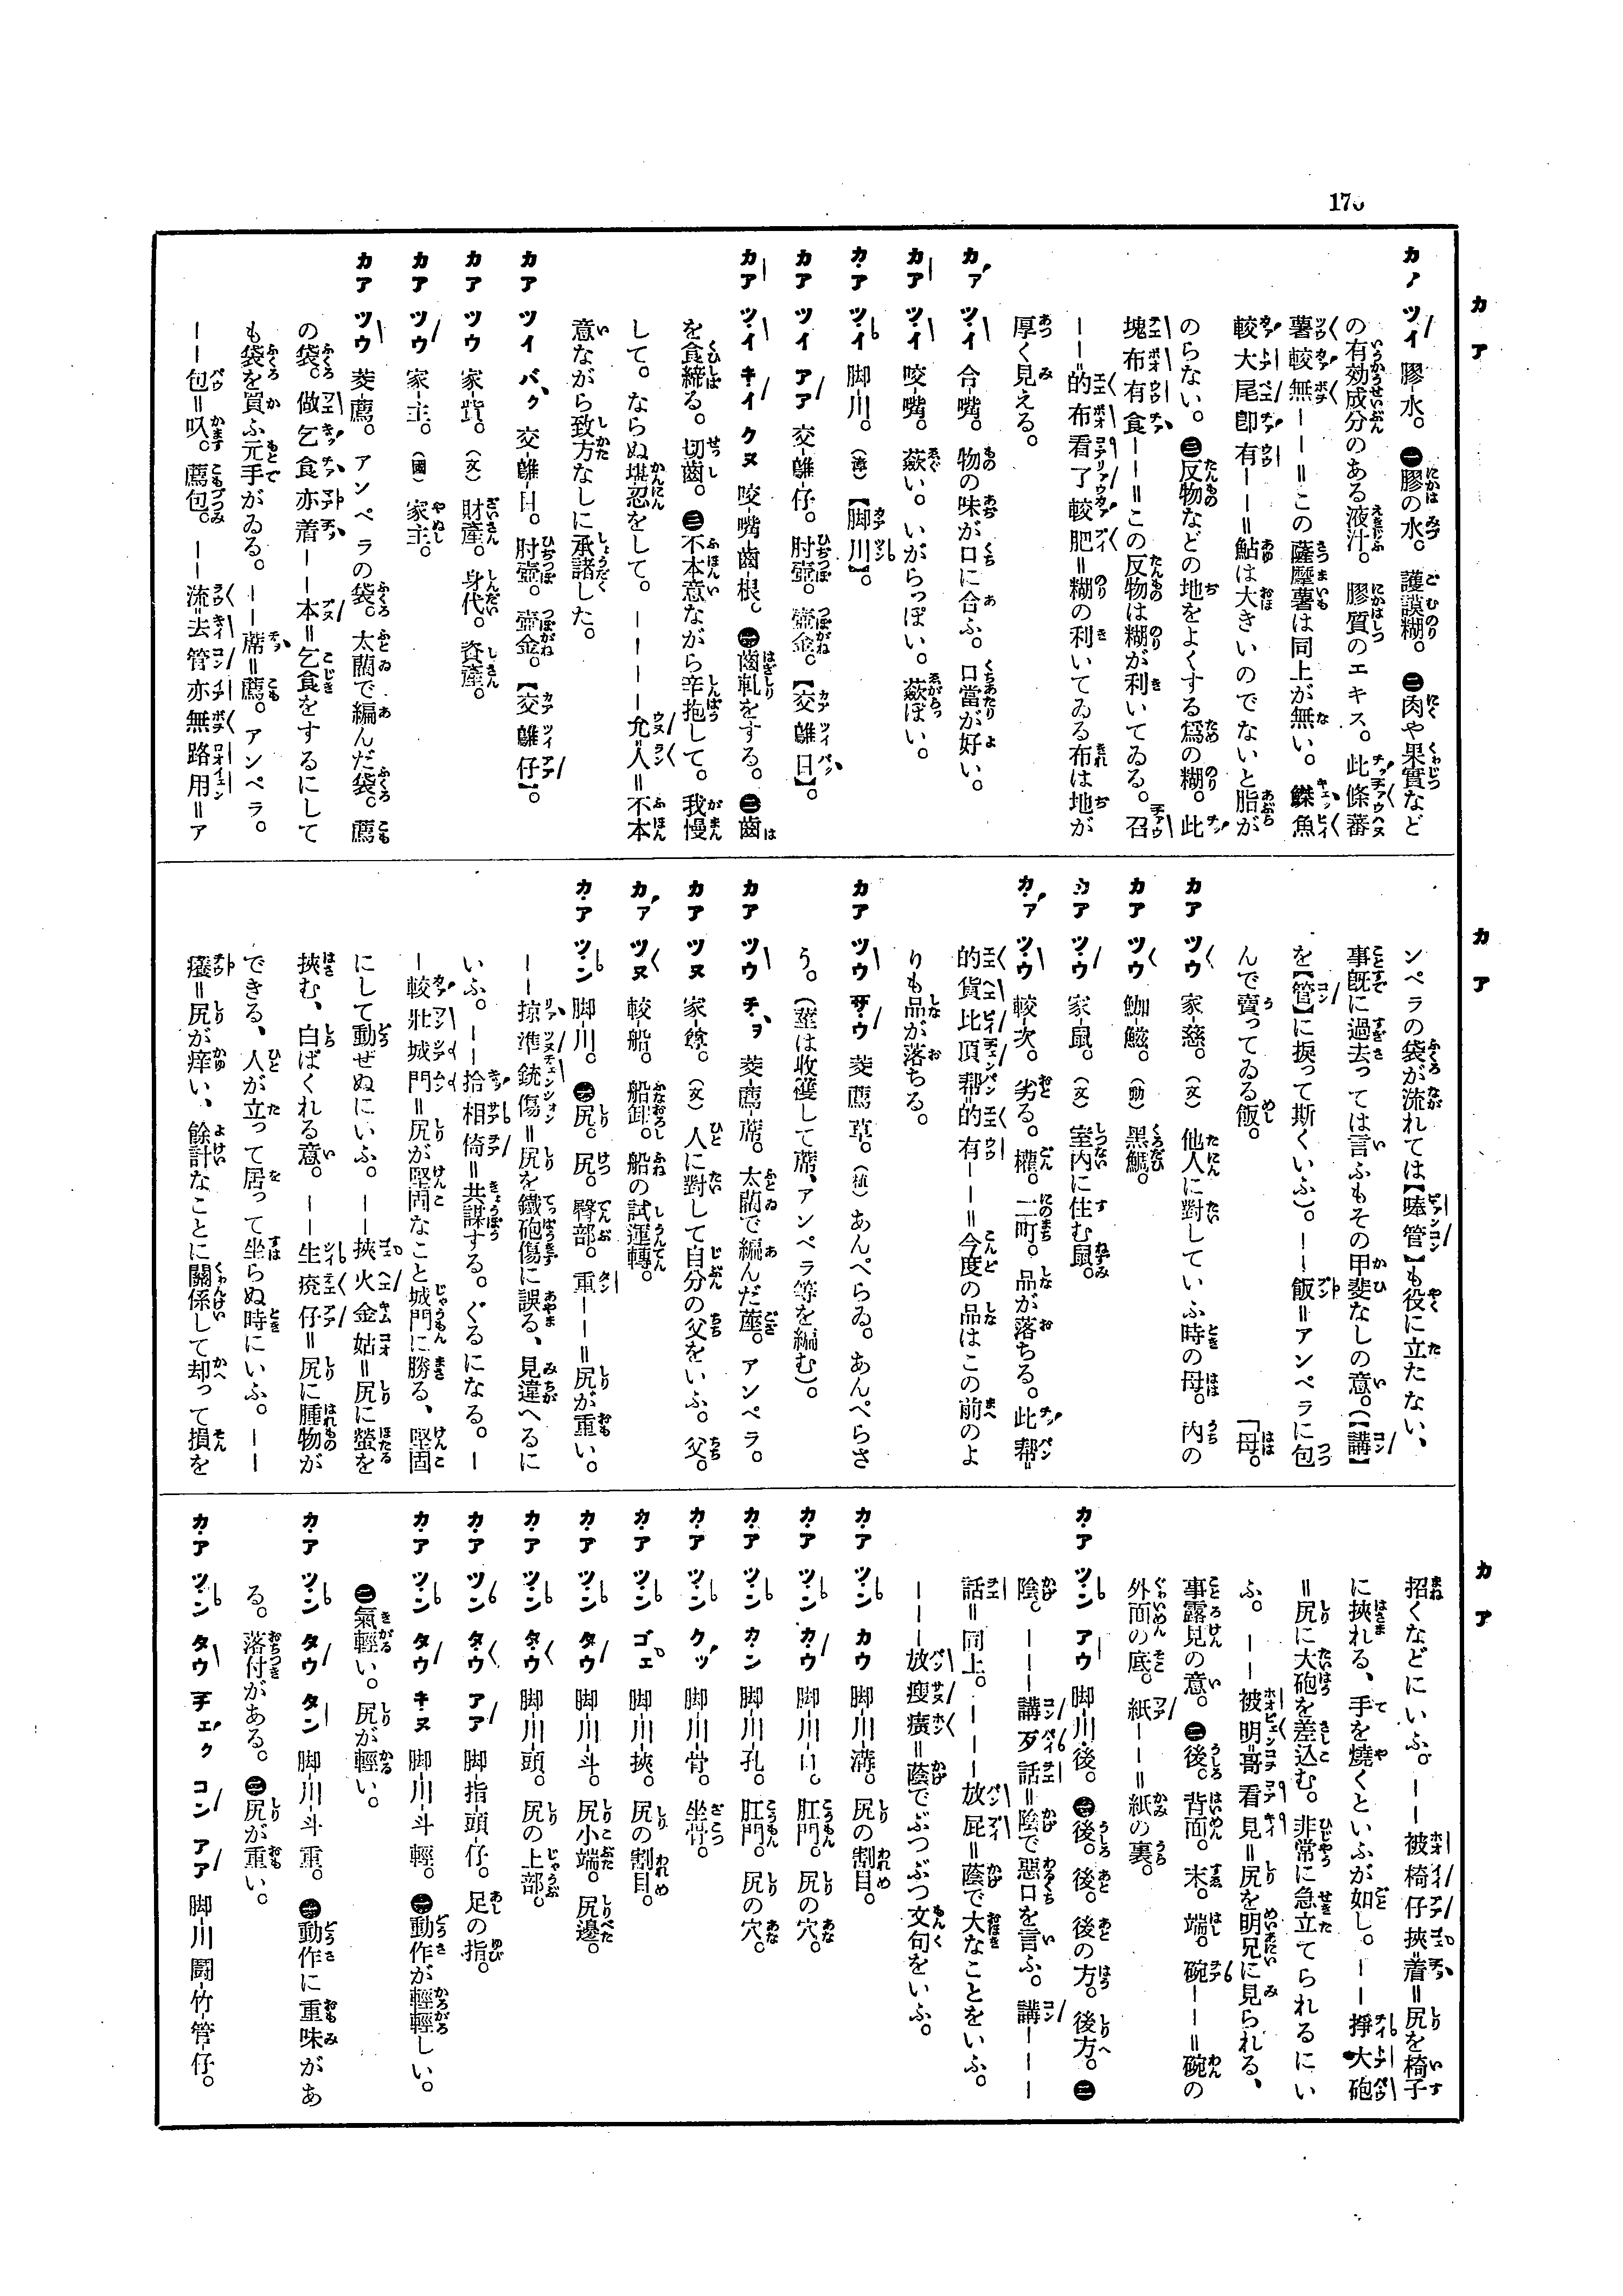 カア
カア ツイ 膠-水。㊀膠の水。護謨糊。㊁肉や果實など
の有効成分のある液汁。膠質のエキス。此條蕃
薯較無――＝この薩摩薯は同上が無い。鰶魚
較大尾卽有――＝鮎は大きいのでないと脂が
のらない。㊂反物などの地をよくする爲の糊。此
塊布有食――＝この反物は糊が利いてゐる。召
――的布看了較肥＝糊の利いてゐる布は地が
厚く見える。
カア ツイ 合-嘴。物の味が口に合ふ。口當が好い。
カア ツイ 咬-嘴。蘞い。いがらっぽい。蘞ぽい。
カア ツイ 脚-川。(漳)【脚川】。
カア ツイ アア 交-雖-仔。肘壺。壺金。【交雖日】。
カア ツイ キイ クヌ 咬-嘴-齒-根。㊀齒軋をする。㊁齒
を食締る。切齒。㊂不本意ながら辛抱して。我慢
して。ならぬ堪忍をして。――――允人＝不本
意ながら致方なしに承諾した。
カア ツイ バク 交-雖-日。肘壺。壺金。【交雖仔】。
カア ツウ 家-貲。(文)財產。身代。資產。
カア ツウ 家-主。(國)家主。
カア ツウ 茭-薦。アンペラの袋。太藺で編んだ袋。薦
の袋。做乞食亦着――本＝乞食をするにして
も袋を買ふ元手がゐる。――蓆＝薦。アンペラ。
――包＝叺。薦包。――流去管亦無路用＝ア
カア
ンペラの袋が流れては【嗉管】も役に立たない、
事旣に過去っては言ふもその甲斐なしの意。(【講】
を【管】に捩って斯くいふ)。――飯＝アンペラに包
んで賣ってゐる飯。
カア ツウ 家-慈。(文)他人に對していふ時の母。內の
「母。
カア ツウ 鮋-鯔。(動)黑鯛。
カア ツウ 家-鼠。(文)室內に住む鼠。
カア ツウ 較-次。劣る。權。二町。品が落ちる。此帮
的貨比頂帮的有――＝今度の品はこの前のよ
りも品が落ちる。
カア ツウ ザウ 茭薦草。(植)あんぺらゐ。あんぺらさ
う。(莖は收穫して蓆、アンペラ等を編む)。
カア ツウ チヲ 茭-薦-蓆。太藺で編んだ蓙。アンペラ。
カア ツヌ 家-尊。(文)人に對して自分の父をいふ。父。
カア ツヌ 較-船。船卸。船の試運轉。
カア ツン 脚-川。㊀尻。尻。臀部。重――＝尻が重い。
――掠準銃傷＝尻を鐵砲傷に誤る、見違へるに
いふ。――拾相倚＝共謀する。ぐるになる。―
―較壯城門＝尻が堅固なこと城門に勝る、堅固
にして動ぜぬにいふ。――挾火金姑＝尻に螢を
挾む、白ばくれる意。――生𤶃仔＝尻に腫物が
できる、人が立って居って坐らぬ時にいふ。――
癢＝尻が痒い、餘計なことに關係して却って損を
カア
招くなどにいふ。――被椅仔挾着＝尻を椅子
に挾れる、手を燒くといふが如し。――掙大砲
＝尻に大砲を差込む。非常に急立てられるにい
ふ。――被明哥看見＝尻を明兄に見られる、
事露見の意。㊁後。背面。末。端。碗――＝碗の
外面の底。紙――＝紙の裏。
カア ツン アウ 脚-川-後。㊀後。後。後の方。後方。㊁
陰。―――講歹話＝陰で惡口を言ふ。講―――
話＝同上。―――放屁＝蔭で大なことをいふ。
―――放瘦癀＝蔭でぶつぶつ文句をいふ。
カア ツン カウ 脚-川-溝。尻の割目。
カア ツン カウ 脚-川-口。肛門。尻の穴。
カア ツン カン 脚-川-孔。肛門。尻の穴。
カア ツン クッ 脚-川-骨。坐骨。
カア ツン ゴェ 脚-川-挾。尻の割目。
カア ツン タウ 脚-川-斗。尻小端。尻邊。
カア ツン タウ 脚-川-頭。尻の上部。
カア ツン タウ アア 脚指頭-仔。足の指。
カア ツン タウ キヌ 脚-川-斗輕。㊀動作が輕輕しい。
㊁氣輕い。尻が輕い。
カア ツン タウ タン 脚-川-斗重。㊀動作に重味があ
る。落付がある。㊁尻が重い。
カア ツン タウ チェク コン アア 脚-川鬪-竹-管-仔。